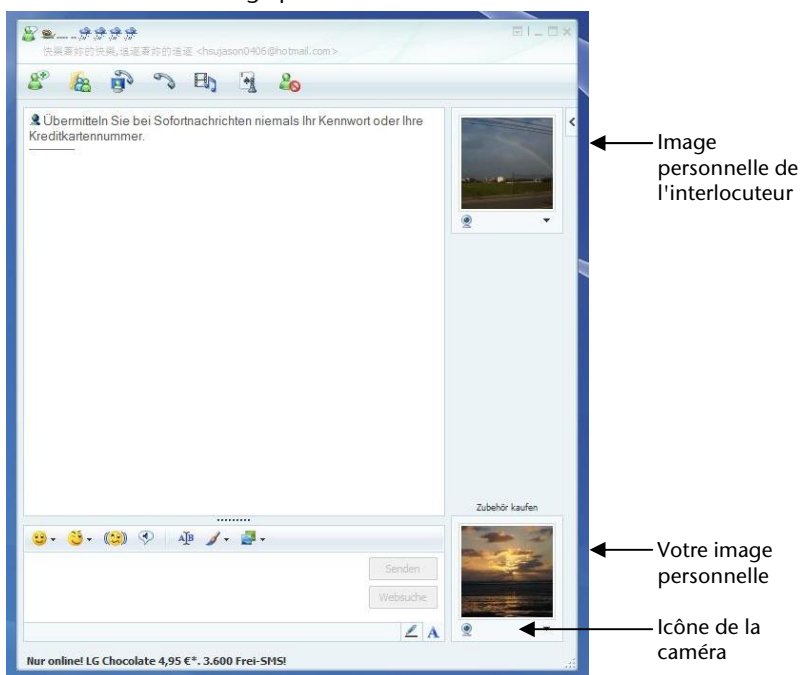 快樂著妳的快樂,追逐著妳的追逐 <hsujason0406@hotmail.com>
Übermitteln Sie bei Sofortnachrichten niemals Ihr Kennwort oder Ihre
Kreditkartennummer.
Image
personnelle de
l'interlocuteur
Zubehör kaufen
Senden
Websuche
Votre image
personnelle
Icône de la
caméra
Nur online! LG Chocolate 4,95 €*. 3.600 Frei-SMS!